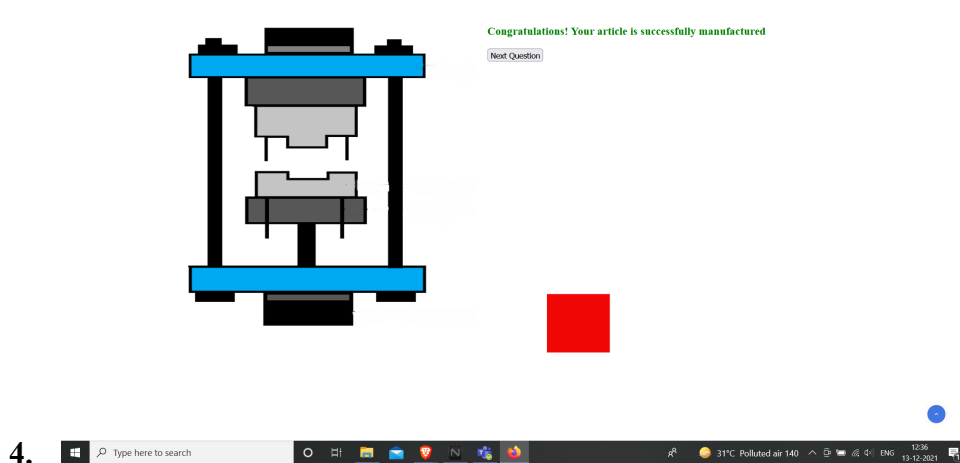 Congratulations! Your article is successfully manufactured
Next Question
4.
Type here to search
31°C Polluted air 140
ENG
12:36
13-12-2021